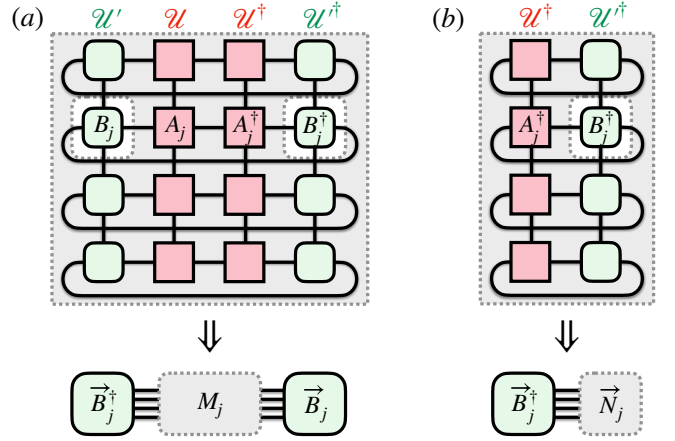 (a) 𝒰′ 𝒰 𝒰† 𝒰′† (b) 𝒰† 𝒰′†
B_j A_j A_j† B_j† A_j† B_j†
⇓ ⇓
B⃗_j† M_j B⃗_j B⃗_j† N⃗_j